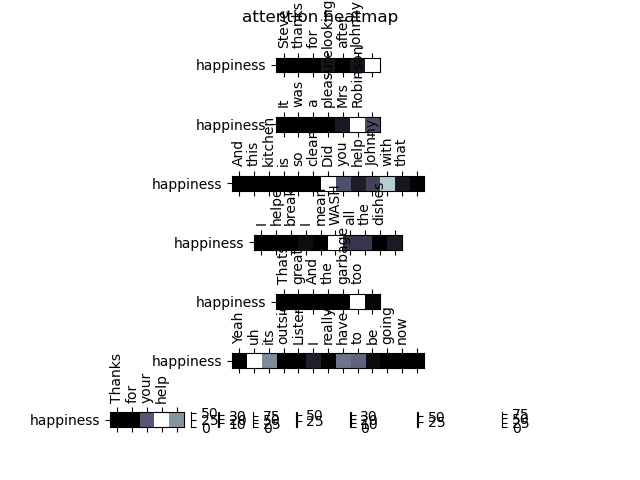 attention heatmap
Steve thanks for looking after Johnny
happiness
It was a pleasure Mrs Robinson
happiness
And this kitchen is so clean Did you help Johnny with that
happiness
I helped break I mean WASH all the dishes
happiness
That great And the garbage too
happiness
Yeah uh its outside Listen I really have to be going now
happiness
Thanks for your help
happiness